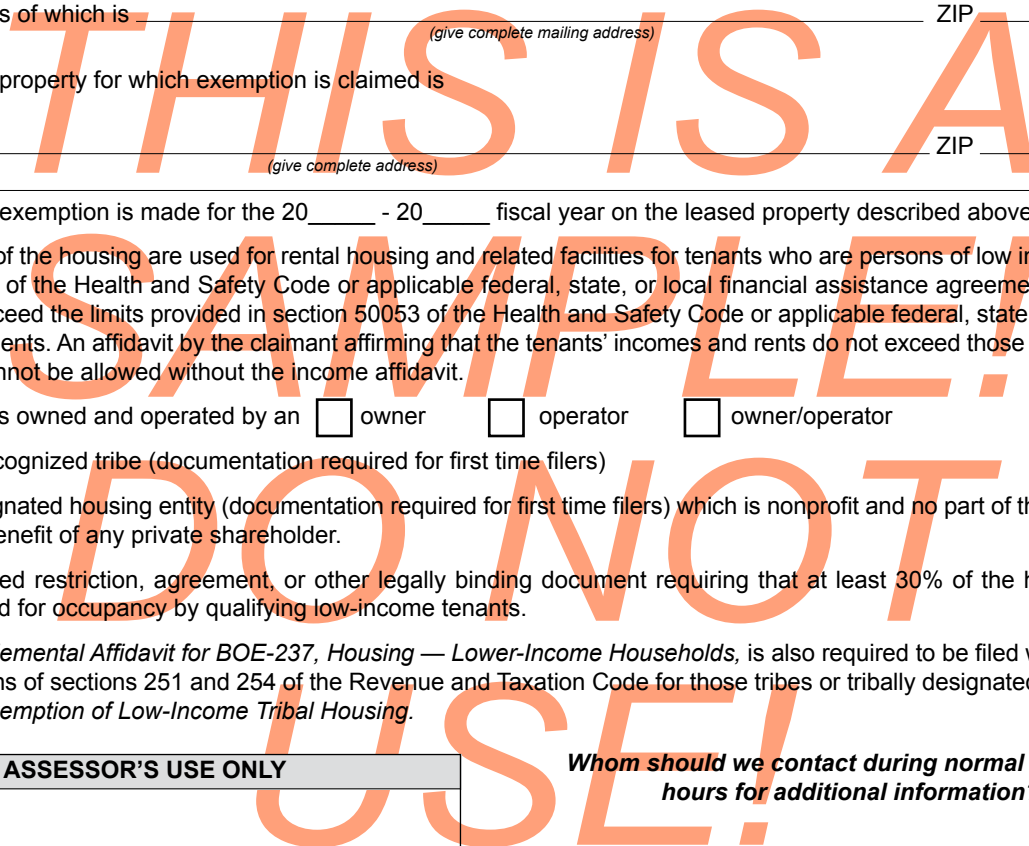 s of which is ZIP
(give complete mailing address)
property for which exemption is claimed is
ZIP
(give complete address)
exemption is made for the 20_____ - 20_____ fiscal year on the leased property described above
of the housing are used for rental housing and related facilities for tenants who are persons of low in
of the Health and Safety Code or applicable federal, state, or local financial assistance agreeme
ceed the limits provided in section 50053 of the Health and Safety Code or applicable federal, state
ents. An affidavit by the claimant affirming that the tenants’ incomes and rents do not exceed those
nnot be allowed without the income affidavit.
s owned and operated by an owner operator owner/operator
cognized tribe (documentation required for first time filers)
gnated housing entity (documentation required for first time filers) which is nonprofit and no part of th
enefit of any private shareholder.
ed restriction, agreement, or other legally binding document requiring that at least 30% of the h
d for occupancy by qualifying low-income tenants.
lemental Affidavit for BOE-237, Housing — Lower-Income Households, is also required to be filed w
ns of sections 251 and 254 of the Revenue and Taxation Code for those tribes or tribally designated
emption of Low-Income Tribal Housing.
ASSESSOR’S USE ONLY
Whom should we contact during normal
hours for additional information?
THIS IS A
SAMPLE!
DO NOT
USE!